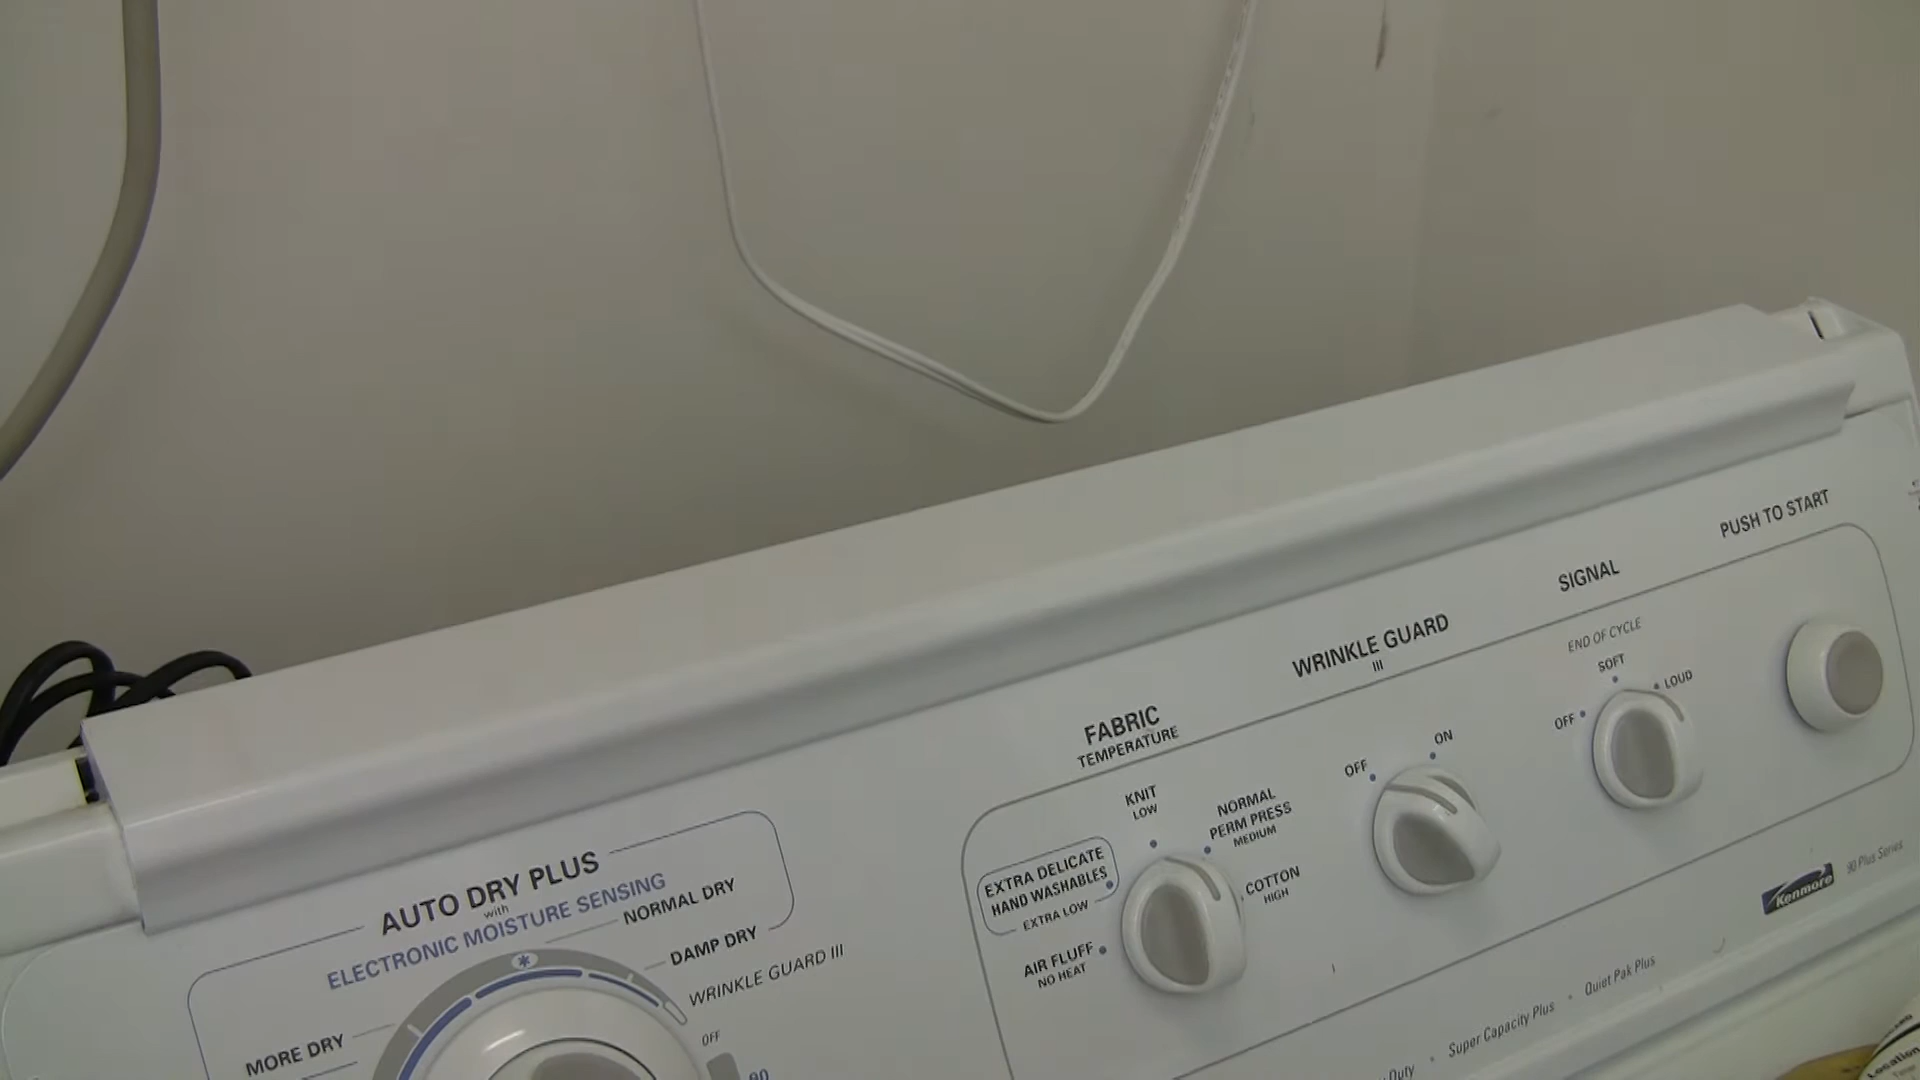 AUTO DRY PLUS
with
ELECTRONIC MOISTURE SENSING
NORMAL DRY
DAMP DRY
WRINKLE GUARD III
OFF
MORE DRY
90
FABRIC
TEMPERATURE
KNIT
LOW
NORMAL
PERM PRESS
MEDIUM
EXTRA DELICATE
HAND WASHABLES
EXTRA LOW
COTTON
HIGH
AIR FLUFF
NO HEAT
WRINKLE GUARD
III
OFF
ON
SIGNAL
END OF CYCLE
SOFT
LOUD
OFF
PUSH TO START
Kenmore
90 Plus Series
Duty • Super Capacity Plus • Quiet Pak Plus
Location